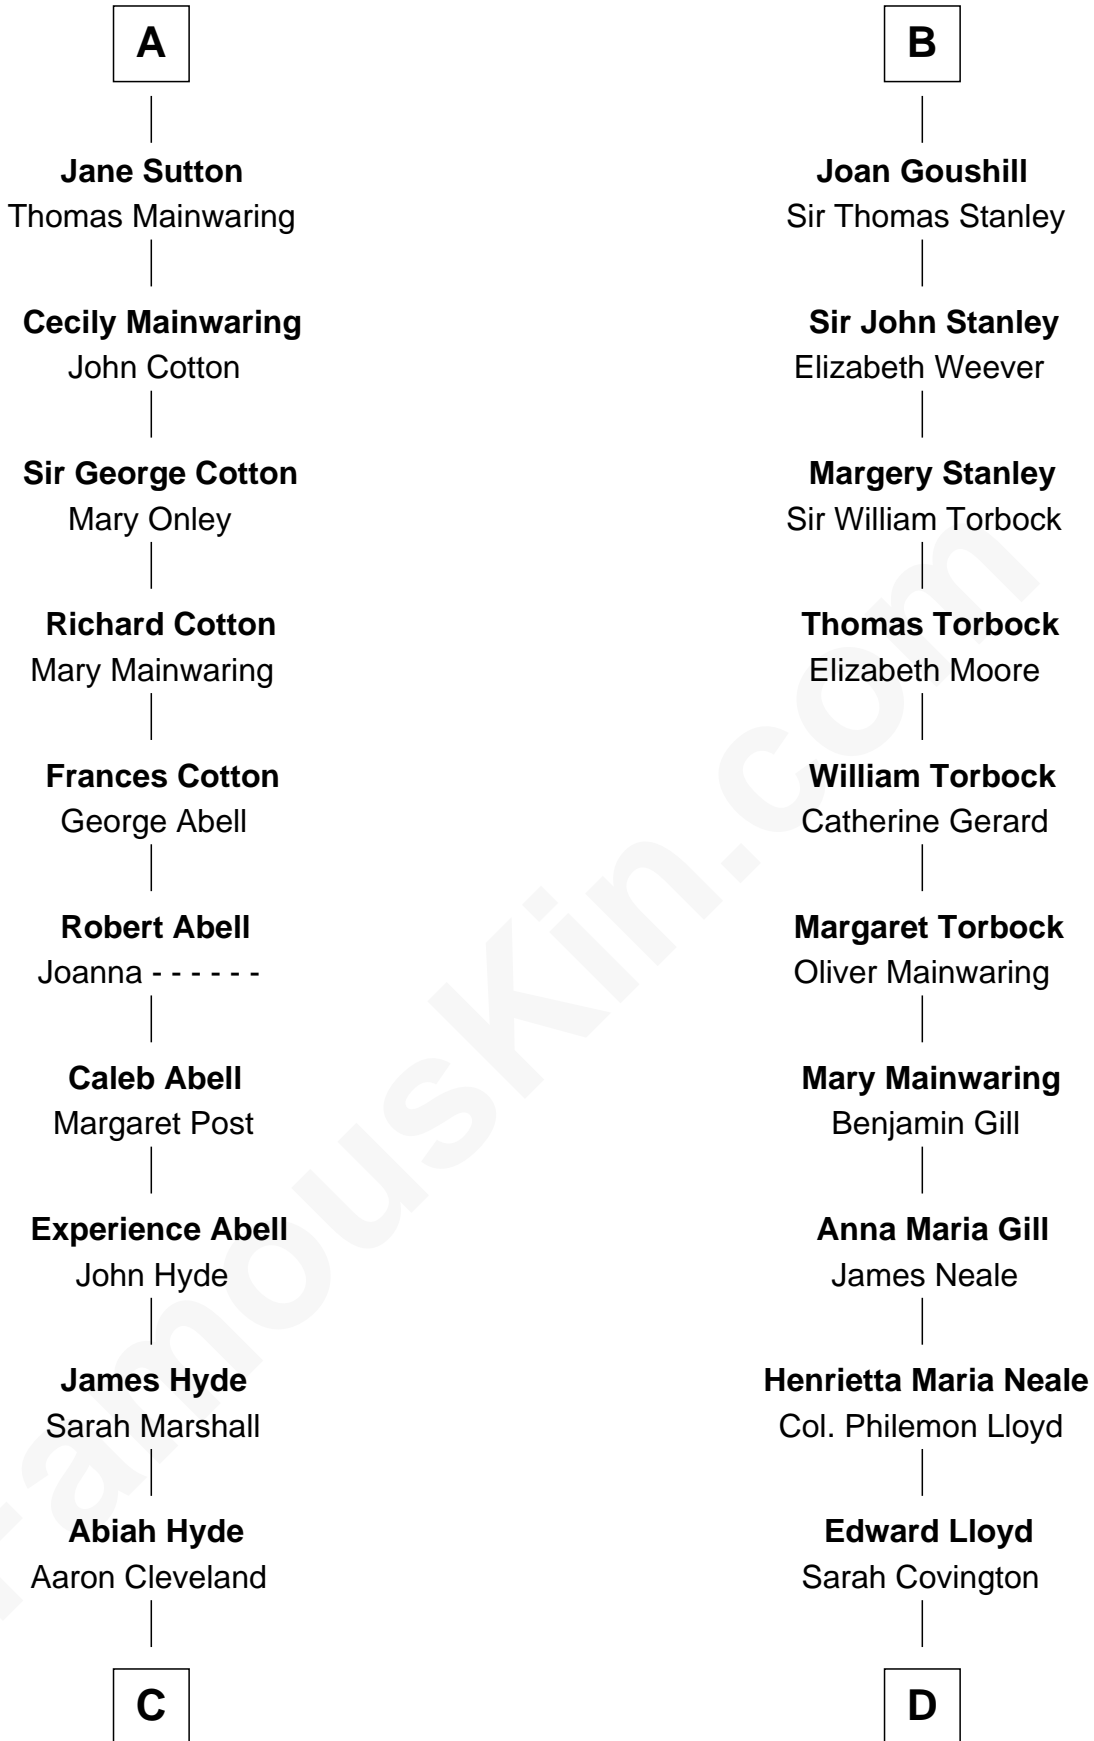 A
Jane Sutton
Thomas Mainwaring
Cecily Mainwaring
John Cotton
Sir George Cotton
Mary Onley
Richard Cotton
Mary Mainwaring
Frances Cotton
George Abell
Robert Abell
Joanna - - - - - -
Caleb Abell
Margaret Post
Experience Abell
John Hyde
James Hyde
Sarah Marshall
Abiah Hyde
Aaron Cleveland
C
B
Joan Goushill
Sir Thomas Stanley
Sir John Stanley
Elizabeth Weever
Margery Stanley
Sir William Torbock
Thomas Torbock
Elizabeth Moore
William Torbock
Catherine Gerard
Margaret Torbock
Oliver Mainwaring
Mary Mainwaring
Benjamin Gill
Anna Maria Gill
James Neale
Henrietta Maria Neale
Col. Philemon Lloyd
Edward Lloyd
Sarah Covington
D
FamousKin.com